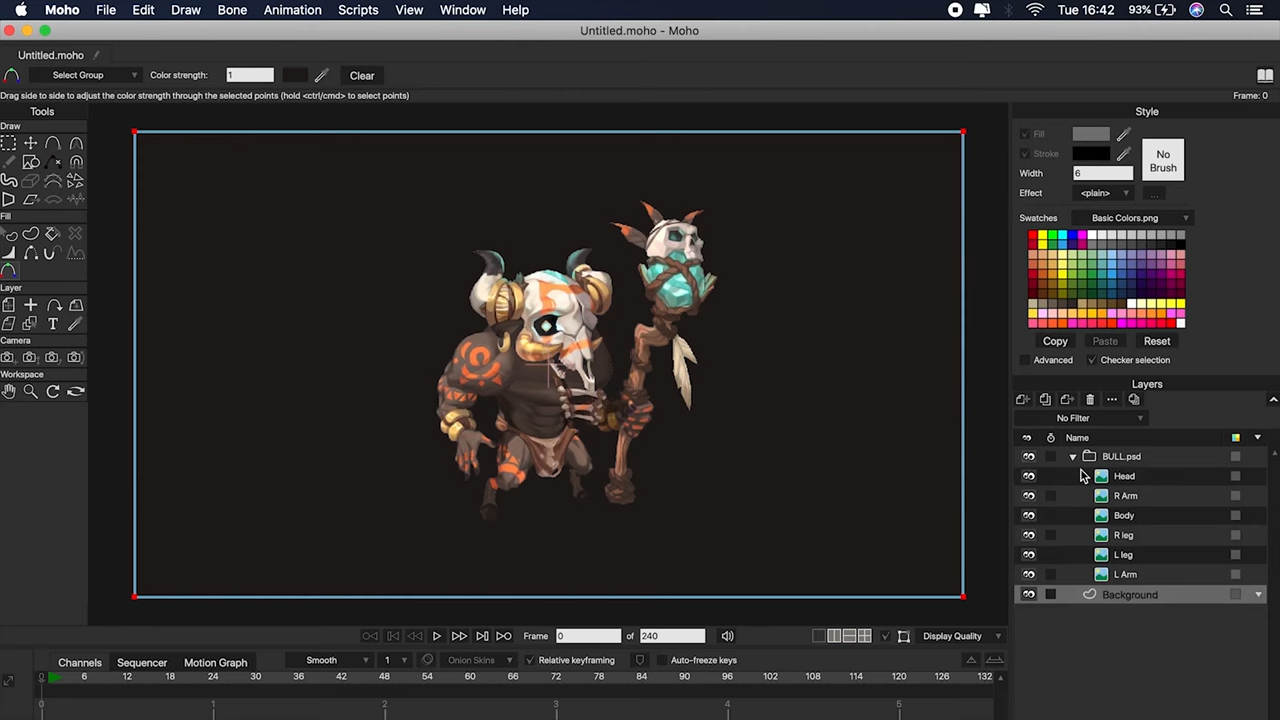 Moho File Edit Draw Bone Animation Scripts View Window Help Tue 16:42 93%
Untitled.moho - Moho
Untitled.moho
Select Group Color strength: 1 Clear
Drag side to side to adjust the color strength through the selected points (hold <ctrl/cmd> to select points) Frame: 0
Tools
Draw
Fill
Layer
Camera
Workspace
Style
Fill
Stroke
No Brush
Width 6
Effect <plain> ...
Swatches Basic Colors.png
Copy Paste Reset
Advanced Checker selection
Layers
No Filter
Name
BULL.psd
Head
R Arm
Body
R leg
L leg
L Arm
Background
Frame 0 of 240 Display Quality
Channels Sequencer Motion Graph Smooth 1 Onion Skins Relative keyframing Auto-freeze keys
0 6 12 18 24 30 36 42 48 54 60 66 72 78 84 90 96 102 108 114 120 126 132
0 1 2 3 4 5